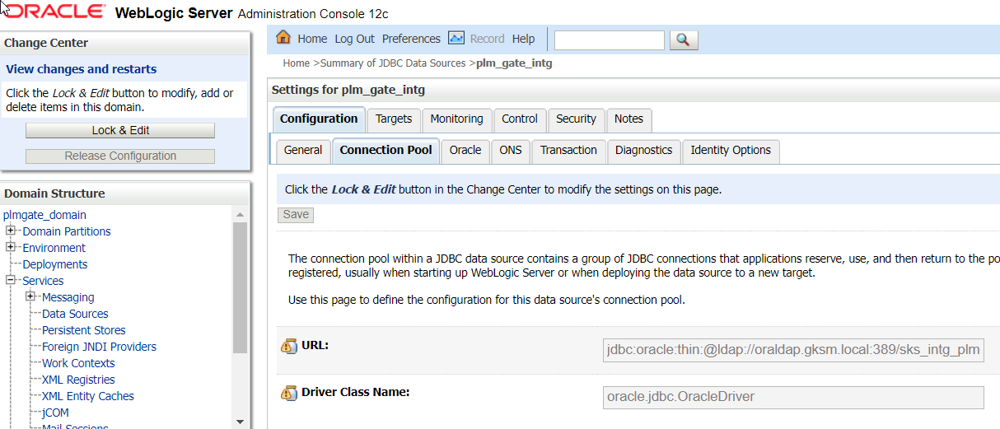 ORACLE WebLogic Server Administration Console 12c
Change Center
View changes and restarts
Click the Lock & Edit button to modify, add or
delete items in this domain.
Lock & Edit
Release Configuration
Domain Structure
plmgate_domain
Domain Partitions
Environment
Deployments
Services
Messaging
Data Sources
Persistent Stores
Foreign JNDI Providers
Work Contexts
XML Registries
XML Entity Caches
jCOM
Mail Sessions
Home Log Out Preferences Record Help
Home >Summary of JDBC Data Sources >plm_gate_intg
Settings for plm_gate_intg
Configuration Targets Monitoring Control Security Notes
General Connection Pool Oracle ONS Transaction Diagnostics Identity Options
Click the Lock & Edit button in the Change Center to modify the settings on this page.
Save
The connection pool within a JDBC data source contains a group of JDBC connections that applications reserve, use, and then return to the po
registered, usually when starting up WebLogic Server or when deploying the data source to a new target.
Use this page to define the configuration for this data source's connection pool.
URL: jdbc:oracle:thin:@ldap://oraldap.gksm.local:389/sks_intg_plm
Driver Class Name: oracle.jdbc.OracleDriver